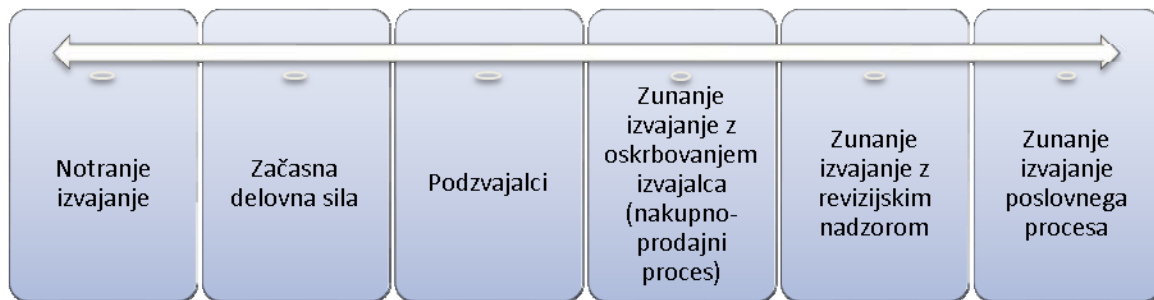 Notranje
izvajanje
Začasna
delovna sila
Podzvajalci
Zunanje
izvajanje z
oskrbovanjem
izvajalca
(nakupno-
prodajni
proces)
Zunanje
izvajanje z
revizijskim
nadzorom
Zunanje
izvajanje
poslovnega
procesa